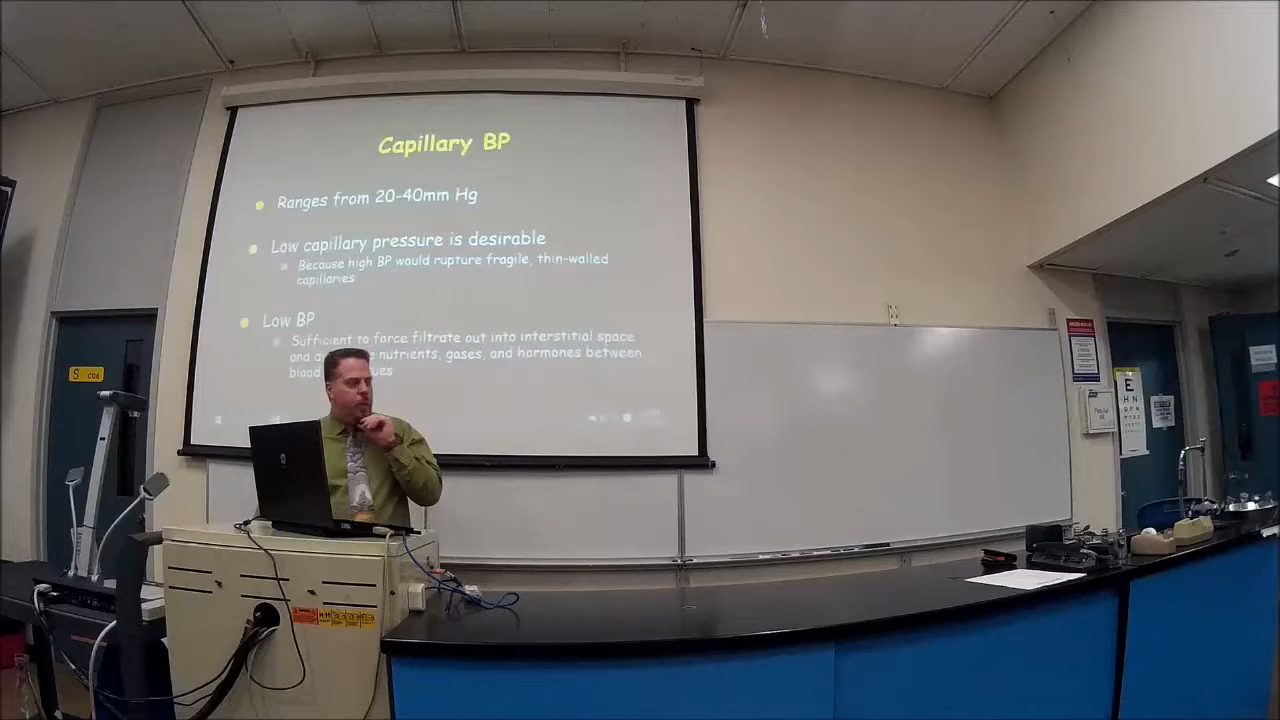 Capillary BP
Ranges from 20-40mm Hg
Low capillary pressure is desirable
Because high BP would rupture fragile, thin-walled
capillaries
Low BP
Sufficient to force filtrate out into interstitial space
and nutrients, gases, and hormones between
blood
S
E
H N
D F N